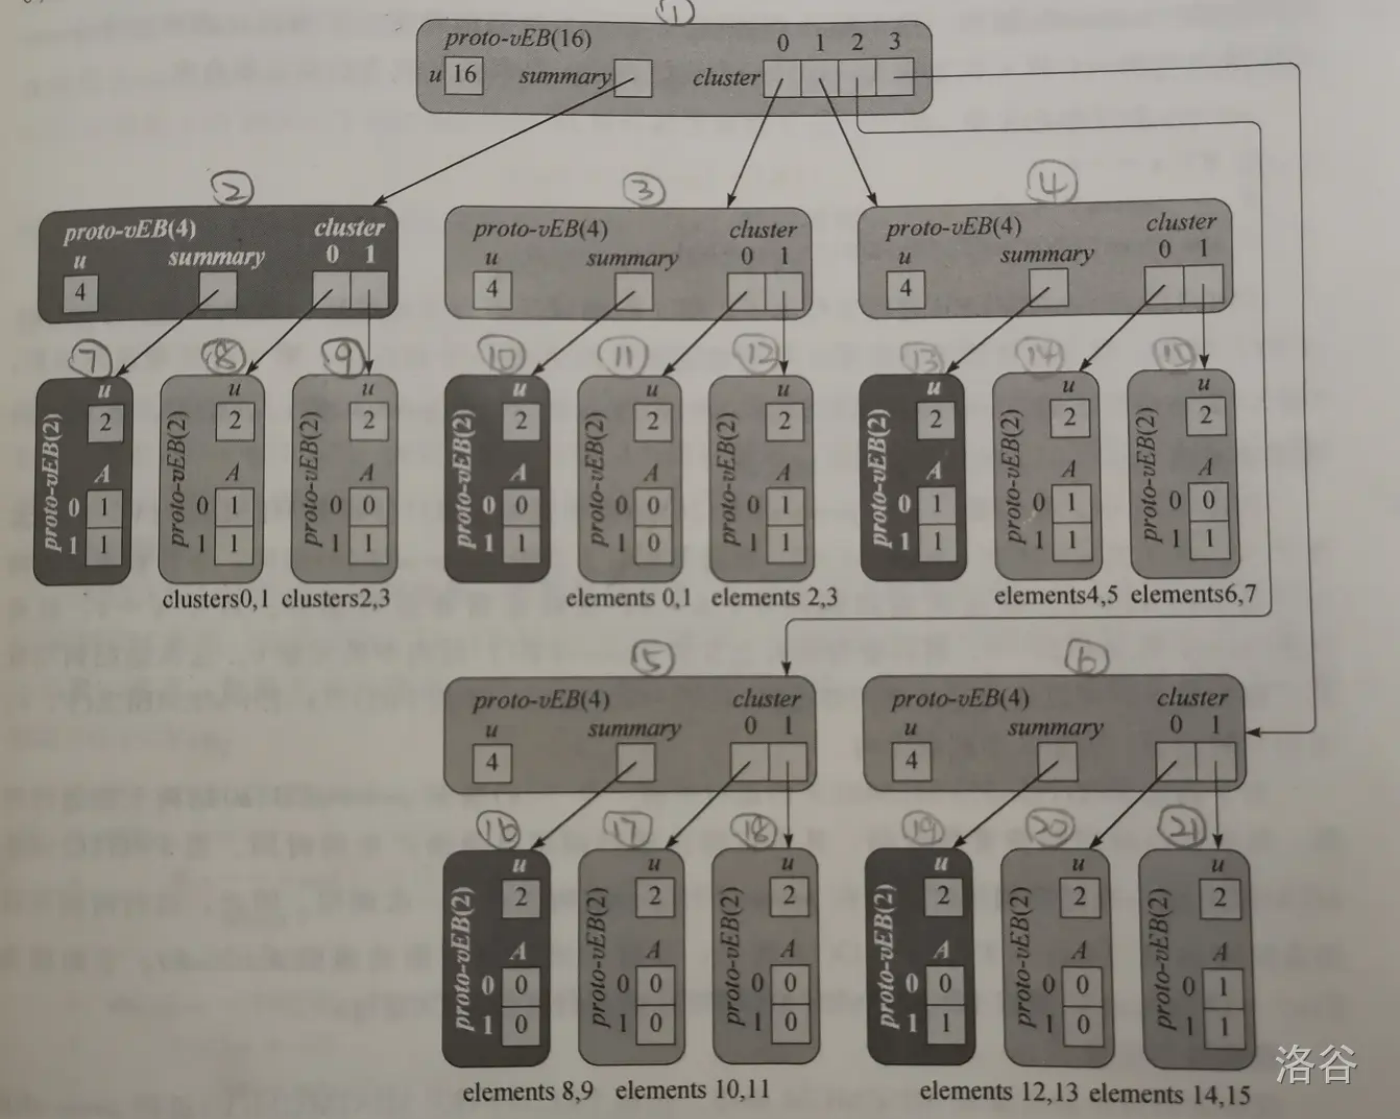 ①
proto-vEB(16) 0 1 2 3
u 16 summary cluster
② ③ ④
proto-vEB(4) cluster
u summary 0 1
4
proto-vEB(4) cluster
u summary 0 1
4
proto-vEB(4) cluster
u summary 0 1
4
⑦ ⑧ ⑨ ⑩ ⑪ ⑫ ⑬ ⑭ ⑮
proto-vEB(2)
u
2
A
0 1
1 1
proto-vEB(2)
u
2
A
0 1
1 1
clusters0,1
proto-vEB(2)
u
2
A
0 0
1 1
clusters2,3
proto-vEB(2)
u
2
A
0 0
1 1
proto-vEB(2)
u
2
A
0 0
1 0
elements 0,1
proto-vEB(2)
u
2
A
0 1
1 1
elements 2,3
proto-vEB(2)
u
2
A
0 1
1 1
proto-vEB(2)
u
2
A
0 1
1 1
elements4,5
proto-vEB(2)
u
2
A
0 0
1 1
elements6,7
⑤ ⑥
proto-vEB(4) cluster
u summary 0 1
4
proto-vEB(4) cluster
u summary 0 1
4
⑯ ⑰ ⑱ ⑲ ⑳ ㉑
proto-vEB(2)
u
2
A
0 0
1 0
proto-vEB(2)
u
2
A
0 0
1 0
elements 8,9
proto-vEB(2)
u
2
A
0 0
1 0
elements 10,11
proto-vEB(2)
u
2
A
0 0
1 1
proto-vEB(2)
u
2
A
0 0
1 0
elements 12,13
proto-vEB(2)
u
2
A
0 1
1 1
elements 14,15
洛谷